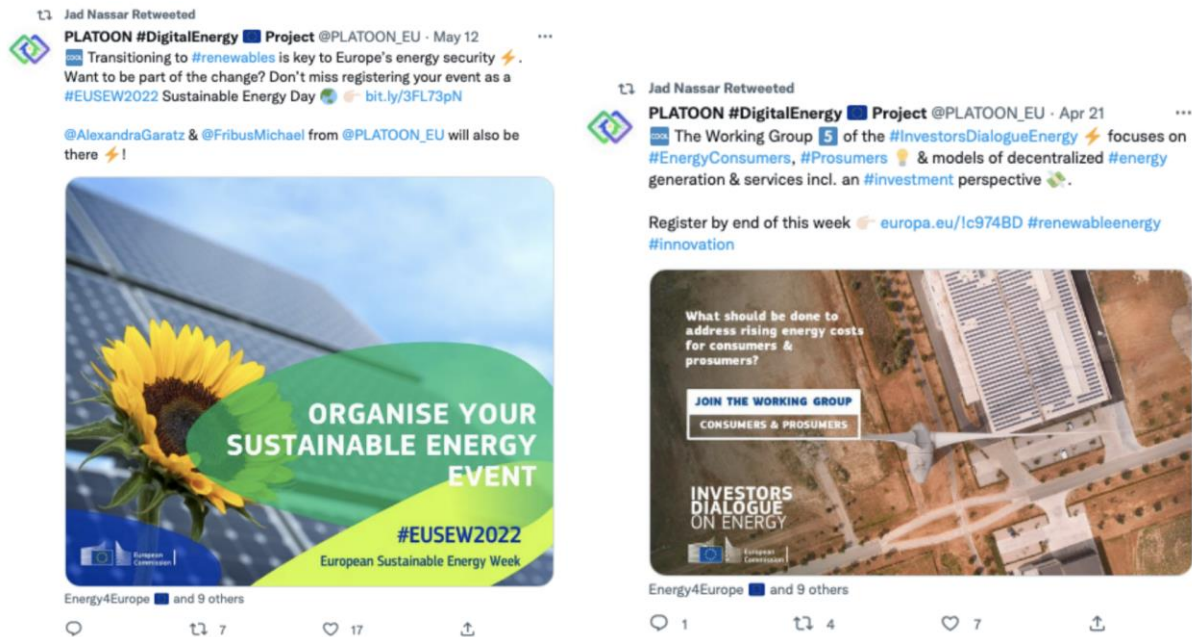 Jad Nassar Retweeted
PLATOON #DigitalEnergy 🇪🇺 Project @PLATOON_EU · May 12
🆒 Transitioning to #renewables is key to Europe's energy security ⚡.
Want to be part of the change? Don't miss registering your event as a
#EUSEW2022 Sustainable Energy Day 🌍 👉🏻 bit.ly/3FL73pN
@AlexandraGaratz & @FribusMichael from @PLATOON_EU will also be
there ⚡!
ORGANISE YOUR
SUSTAINABLE ENERGY
EVENT
#EUSEW2022
European Sustainable Energy Week
European
Commission
Energy4Europe 🇪🇺 and 9 others
7
17
Jad Nassar Retweeted
PLATOON #DigitalEnergy 🇪🇺 Project @PLATOON_EU · Apr 21
🆒 The Working Group 5️⃣ of the #InvestorsDialogueEnergy ⚡ focuses on
#EnergyConsumers, #Prosumers 💡 & models of decentralized #energy
generation & services incl. an #investment perspective 💸.
Register by end of this week 👉🏻 europa.eu/!c974BD #renewableenergy
#innovation
What should be done to
address rising energy costs
for consumers &
prosumers?
JOIN THE WORKING GROUP
CONSUMERS & PROSUMERS
INVESTORS
DIALOGUE
ON ENERGY
European
Commission
Energy4Europe 🇪🇺 and 9 others
1
4
7